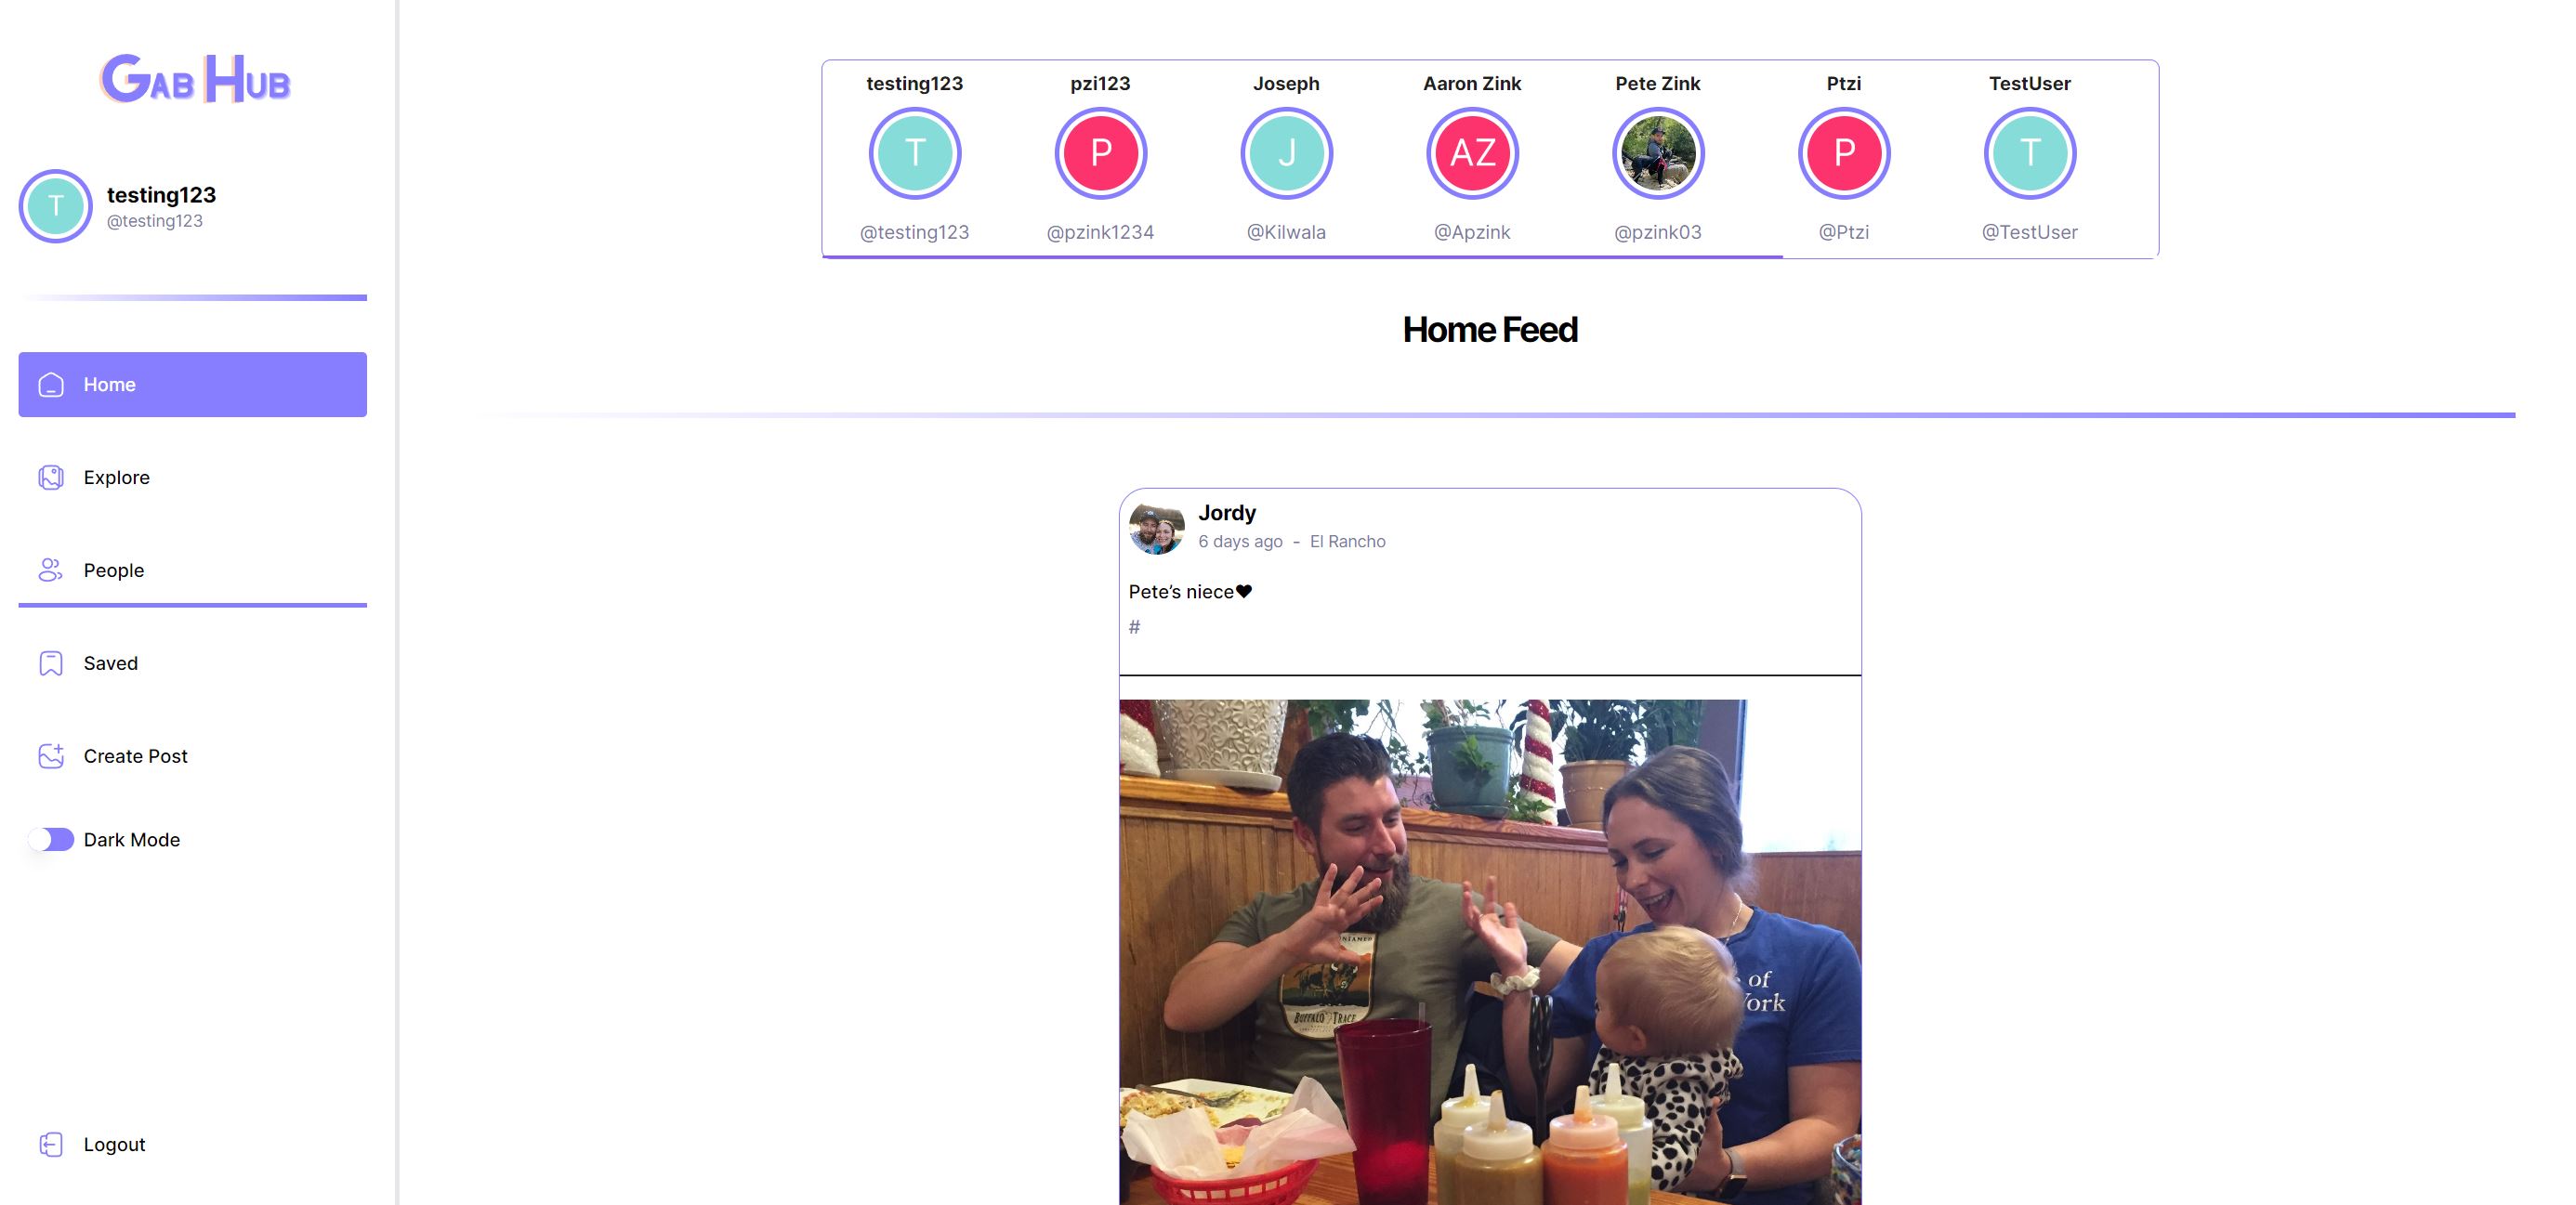 GAB HUB
T
testing123
@testing123
Home
Explore
People
Saved
Create Post
Dark Mode
Logout
testing123 pzi123 Joseph Aaron Zink Pete Zink Ptzi TestUser
T P J AZ P T
@testing123 @pzink1234 @Kilwala @Apzink @pzink03 @Ptzi @TestUser
Home Feed
Jordy
6 days ago - El Rancho
Pete’s niece❤
#
BUFFALO TRACE
of
York